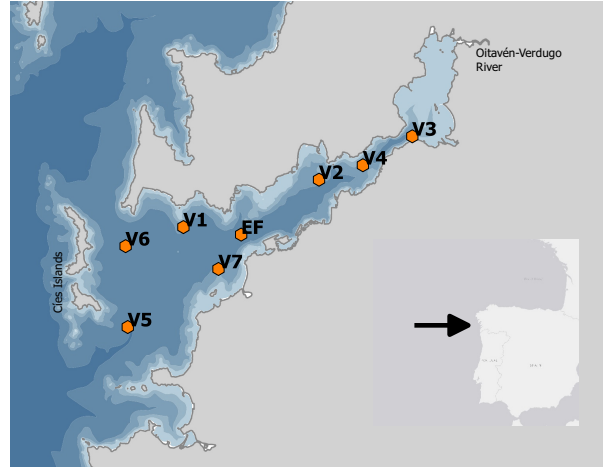 Oitavén-Verdugo
River
V3
V4
V2
V1
EF
V6
V7
Cíes Islands
V5